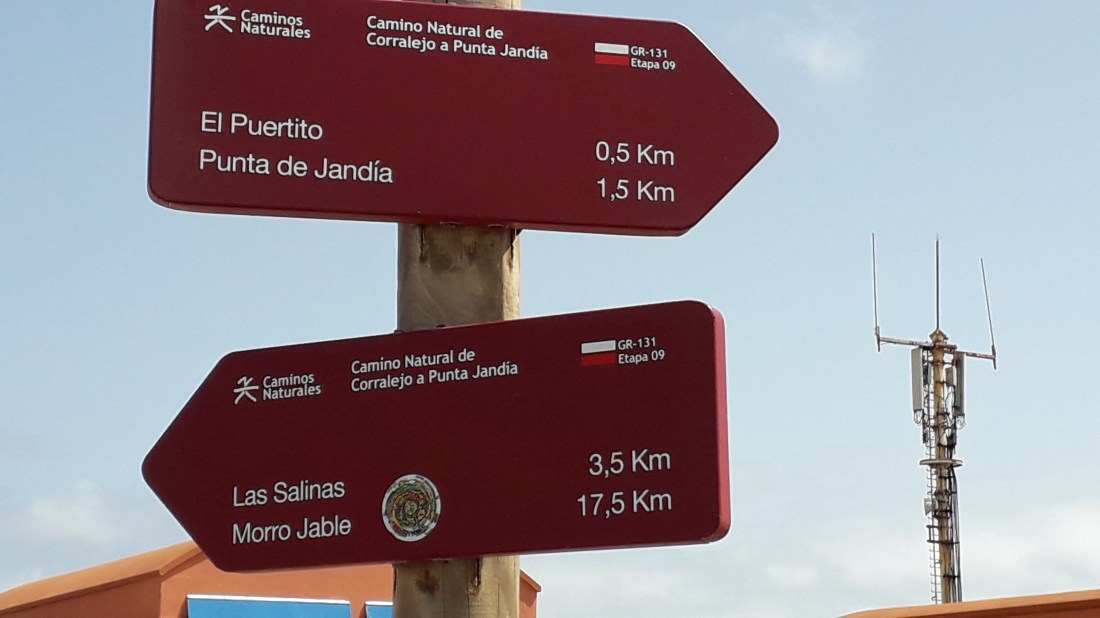 Caminos
Naturales
Camino Natural de
Corralejo a Punta Jandía
GR-131
Etapa 09
El Puertito 0,5 Km
Punta de Jandía 1,5 Km
Caminos
Naturales
Camino Natural de
Corralejo a Punta Jandía
GR-131
Etapa 09
Las Salinas 3,5 Km
Morro Jable 17,5 Km